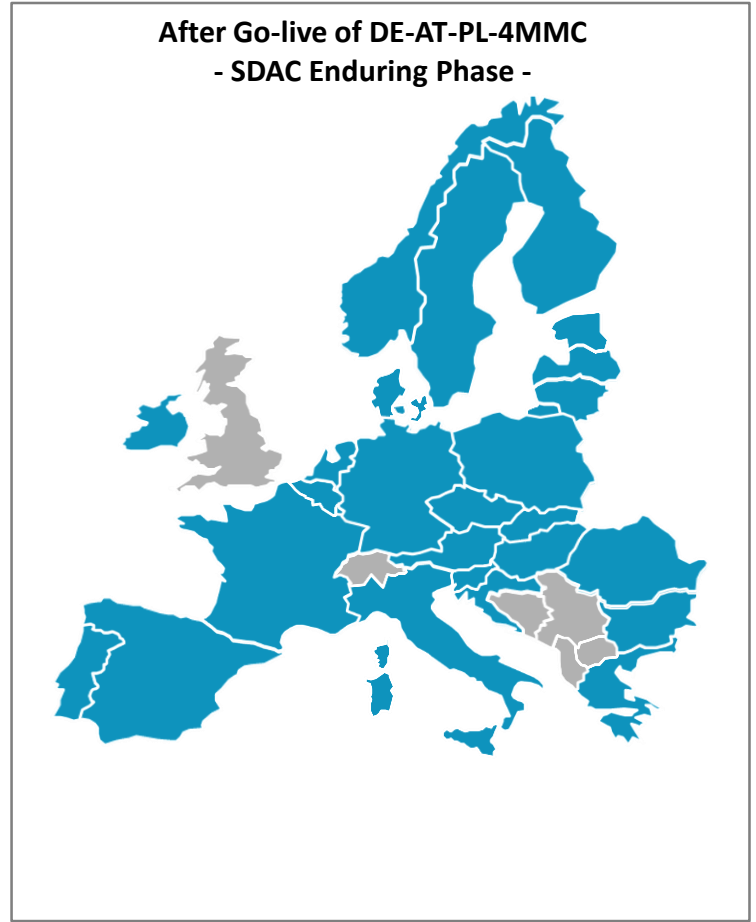 After Go-live of DE-AT-PL-4MMC
- SDAC Enduring Phase -